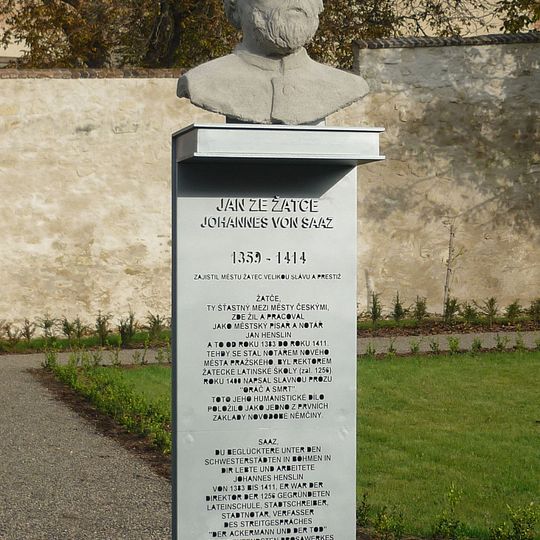 JAN ZE ŽATCE
JOHANNES VON SAAZ
1359 - 1414
ZAJISTIL MĚSTU ŽATEC VELIKOU SLÁVU A PRESTIŽ
ŽATČE,
TY ŠŤASTNÝ MEZI MĚSTY ČESKÝMI,
ZDE ŽIL A PRACOVAL
JAKO MĚSTSKÝ PÍSAŘ A NOTÁŘ
JAN HENSLIN
A TO OD ROKU 1383 DO ROKU 1411.
TEHDY SE STAL NOTÁŘEM NOVÉHO
MĚSTA PRAŽSKÉHO. BYL REKTOREM
ŽATECKÉ LATINSKÉ ŠKOLY (zal. 1256)
ROKU 1400 NAPSAL SLAVNOU PRÓZU
"ORÁČ A SMRT"
TOTO JEHO HUMANISTICKÉ DÍLO
POLOŽILO JAKO JEDNO Z PRVNÍCH
ZÁKLADY NOVODOBÉ NĚMČINY.
SAAZ,
DU BEGLÜCKTERE UNTER DEN
SCHWESTERSTÄDTEN IN BÖHMEN IN
DIR LEBTE UND ARBEITETE
JOHANNES HENSLIN
VON 1383 BIS 1411, ER WAR DER
DIREKTOR DER 1256 GEGRÜNDETEN
LATEINSCHULE, STADTSCHREIBER,
STADTNOTAR, VERFASSER
DES STREITGESPRÄCHES
"DER ACKERMANN UND DER TOD"